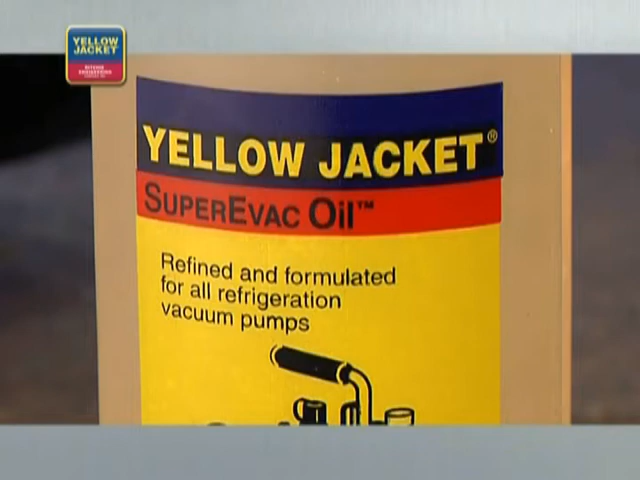 YELLOW
JACKET
YELLOW JACKET®
SUPEREVAC OIL™
Refined and formulated
for all refrigeration
vacuum pumps